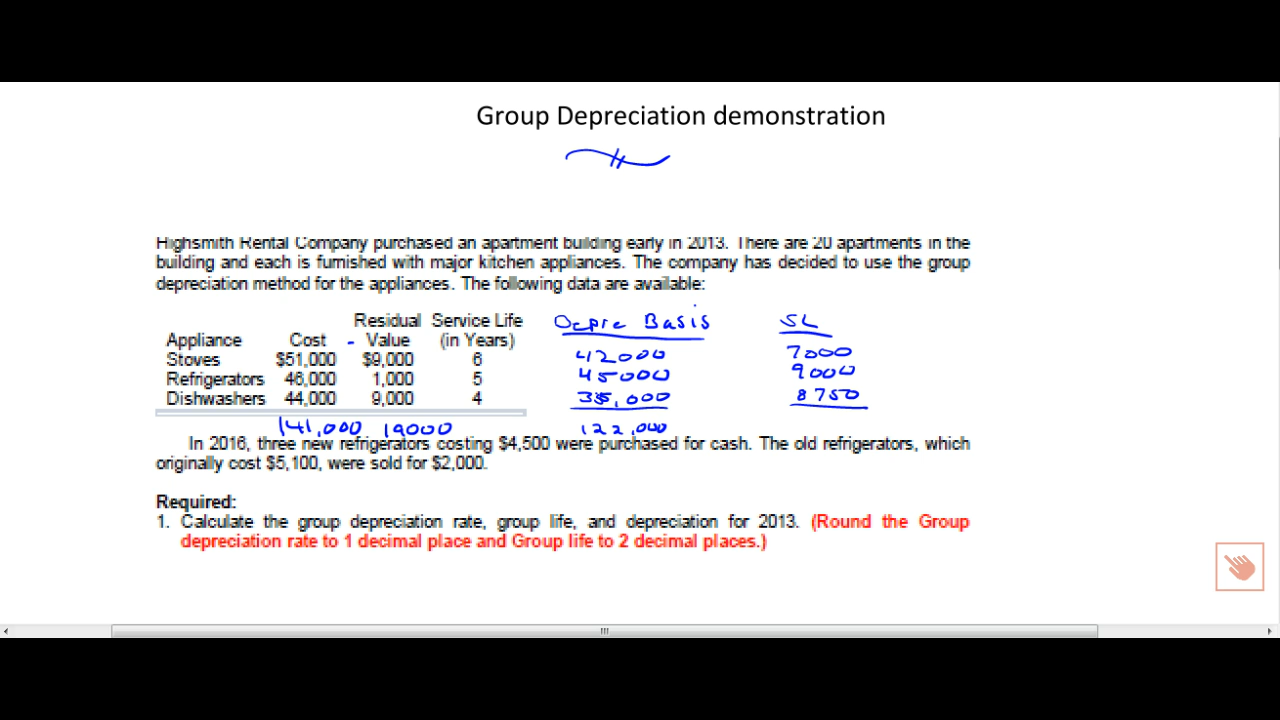 Group Depreciation demonstration
Highsmith Rental Company purchased an apartment building early in 2013. There are 20 apartments in the
building and each is furnished with major kitchen appliances. The company has decided to use the group
depreciation method for the appliances. The following data are available:
Residual Service Life Depre Basis SL
Appliance Cost - Value (in Years)
Stoves $51,000 $9,000 6 42000 7000
Refrigerators 46,000 1,000 5 45000 9000
Dishwashers 44,000 9,000 4 35,000 8750
141,000 19000 122,000
In 2016, three new refrigerators costing $4,500 were purchased for cash. The old refrigerators, which
originally cost $5,100, were sold for $2,000.
Required:
1. Calculate the group depreciation rate, group life, and depreciation for 2013. (Round the Group
depreciation rate to 1 decimal place and Group life to 2 decimal places.)